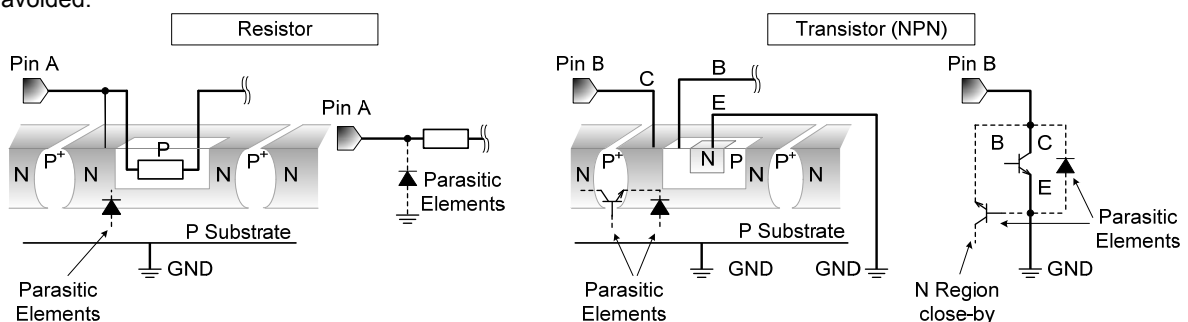 avoided.
Resistor
Transistor (NPN)
Pin A
Pin A
N
P+
N
P
N
P+
N
Parasitic
Elements
P Substrate
GND
Parasitic
Elements
Pin B
C
B
E
N
P+
N
N
P
N
P+
N
P Substrate
GND
GND
Parasitic
Elements
Pin B
B
C
E
Parasitic
Elements
GND
N Region
close-by